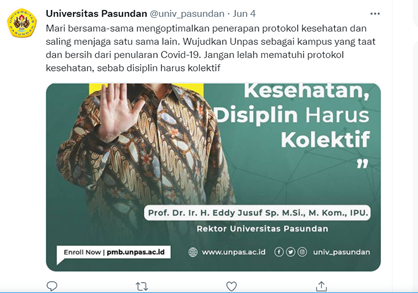 Universitas Pasundan @univ_pasundan · Jun 4
Mari bersama-sama mengoptimalkan penerapan protokol kesehatan dan
saling menjaga satu sama lain. Wujudkan Unpas sebagai kampus yang taat
dan bersih dari penularan Covid-19. Jangan lelah mematuhi protokol
kesehatan, sebab disiplin harus kolektif
Kesehatan,
Disiplin Harus
Kolektif
”
Prof. Dr. Ir. H. Eddy Jusuf Sp. M.Si., M. Kom., IPU.
Rektor Universitas Pasundan
Enroll Now | pmb.unpas.ac.id
www.unpas.ac.id
univ_pasundan